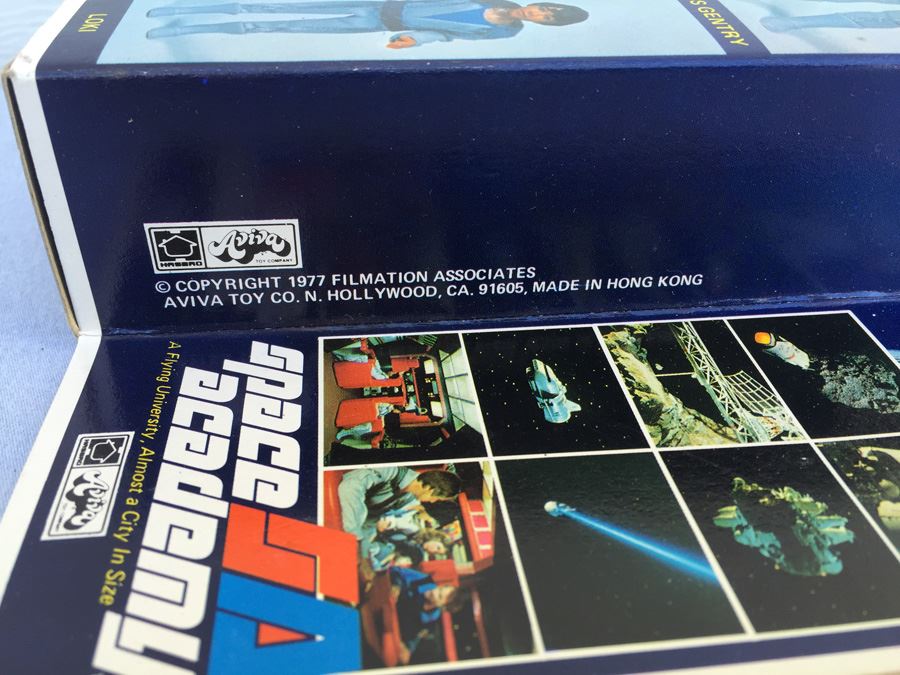 LOKI
S GENTRY
HASBRO
Aviva
TOY COMPANY
© COPYRIGHT 1977 FILMATION ASSOCIATES
AVIVA TOY CO. N. HOLLYWOOD, CA. 91605, MADE IN HONG KONG
space
academy
SA
A Flying University, Almost a City In Size
Aviva